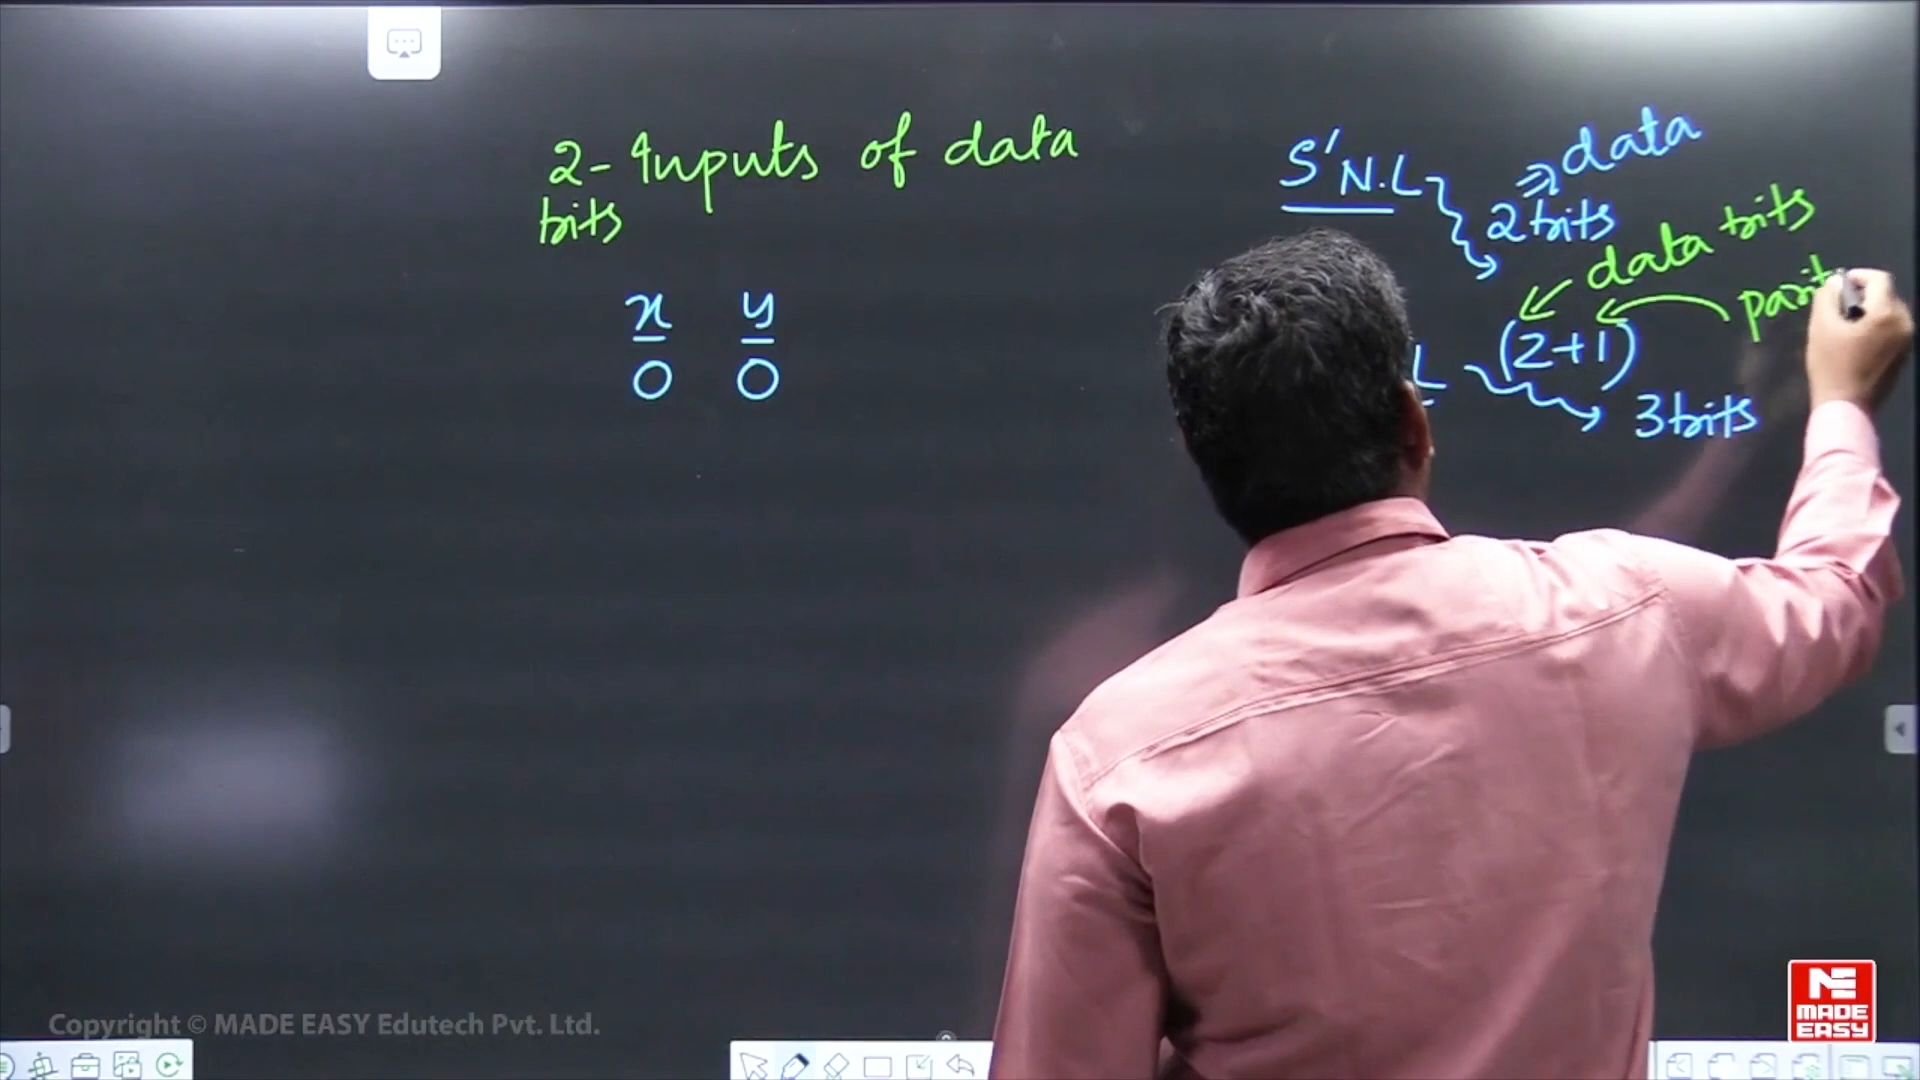 2-Inputs of data
bits
x y
0 0
S'N.L
⇒ data
2 bits
data bits
(2+1)
L
3 bits
Copyright © MADE EASY Edutech Pvt. Ltd.
ME
MADE
EASY